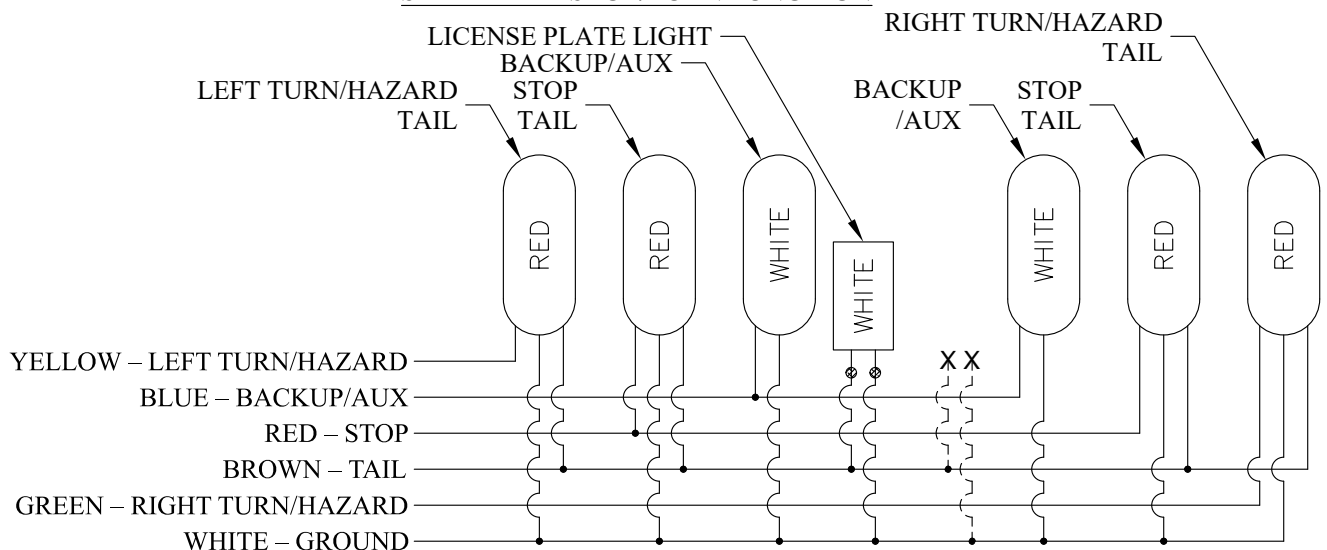 RIGHT TURN/HAZARD
TAIL
LICENSE PLATE LIGHT
BACKUP/AUX
LEFT TURN/HAZARD
TAIL
STOP
TAIL
BACKUP
/AUX
STOP
TAIL
RED
RED
WHITE
WHITE
WHITE
RED
RED
X X
YELLOW – LEFT TURN/HAZARD
BLUE – BACKUP/AUX
RED – STOP
BROWN – TAIL
GREEN – RIGHT TURN/HAZARD
WHITE – GROUND